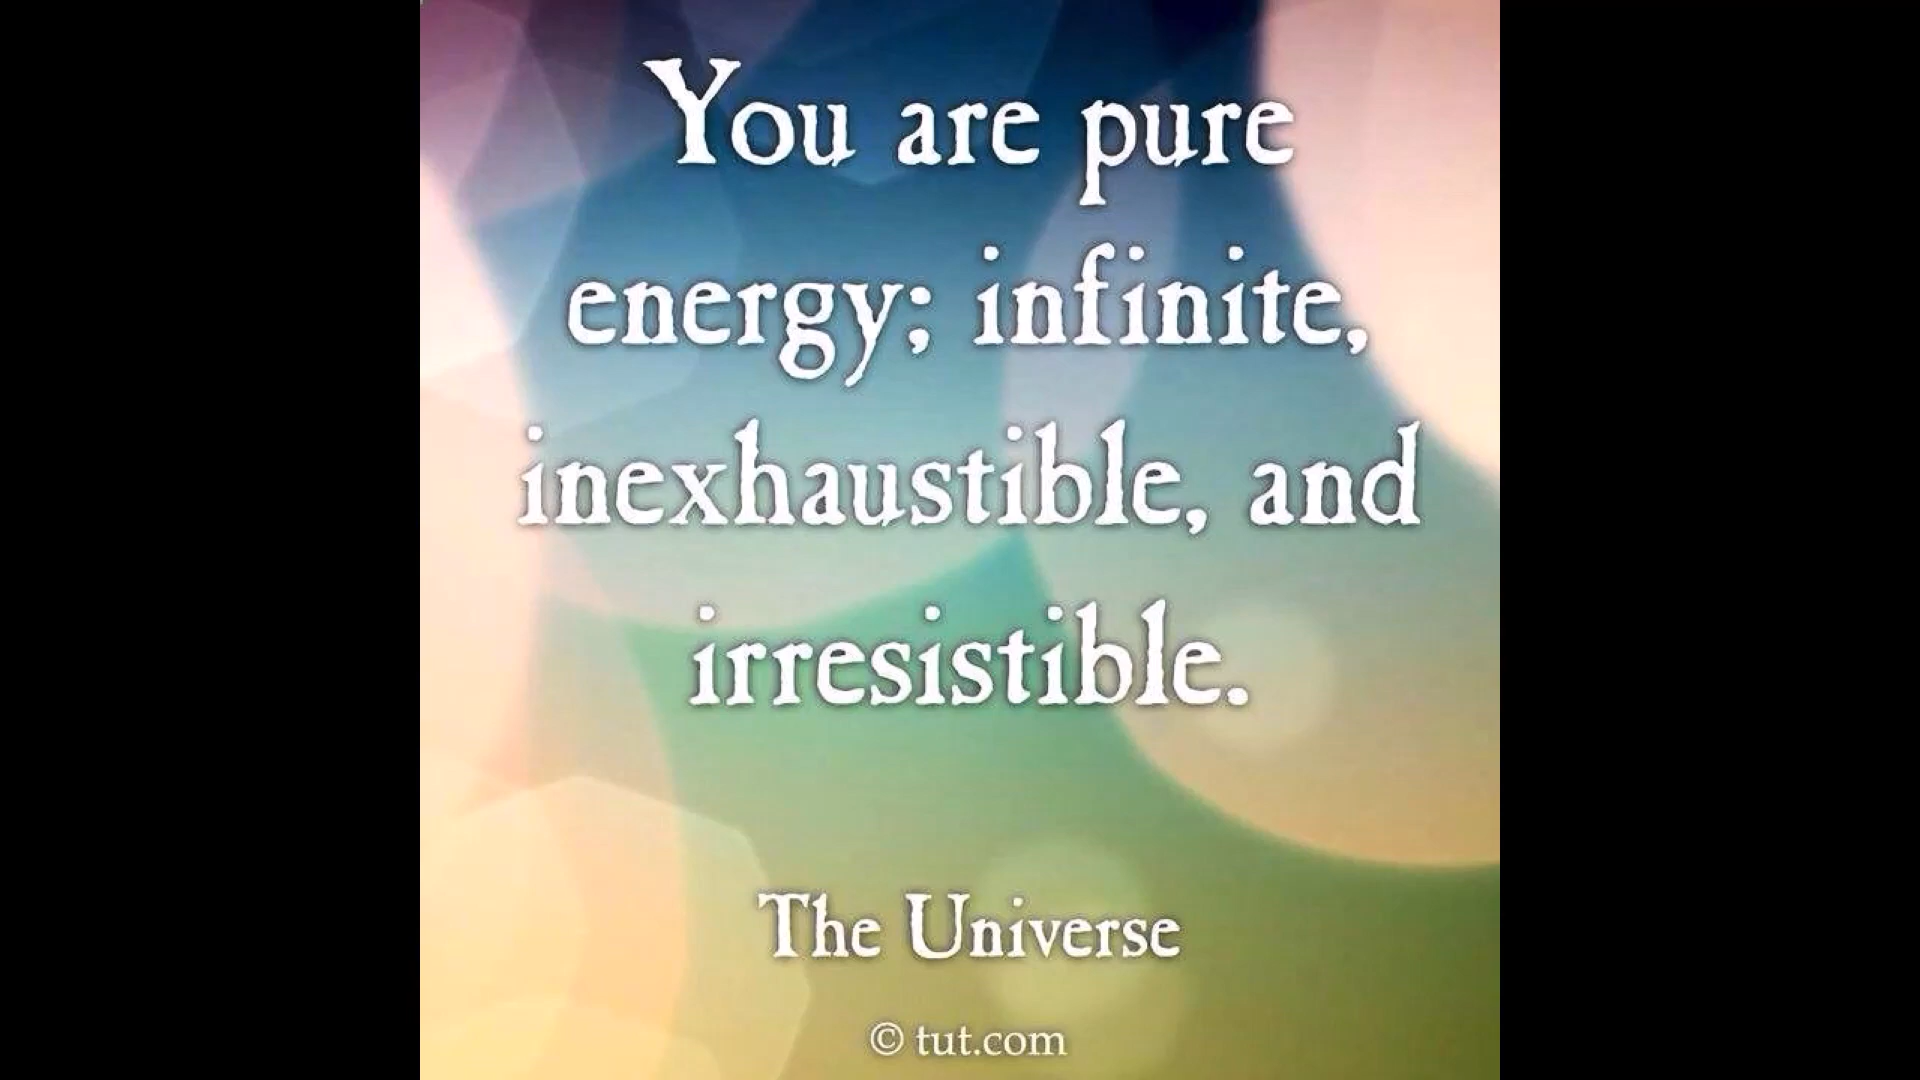 You are pure
energy; infinite,
inexhaustible, and
irresistible.
The Universe
© tut.com